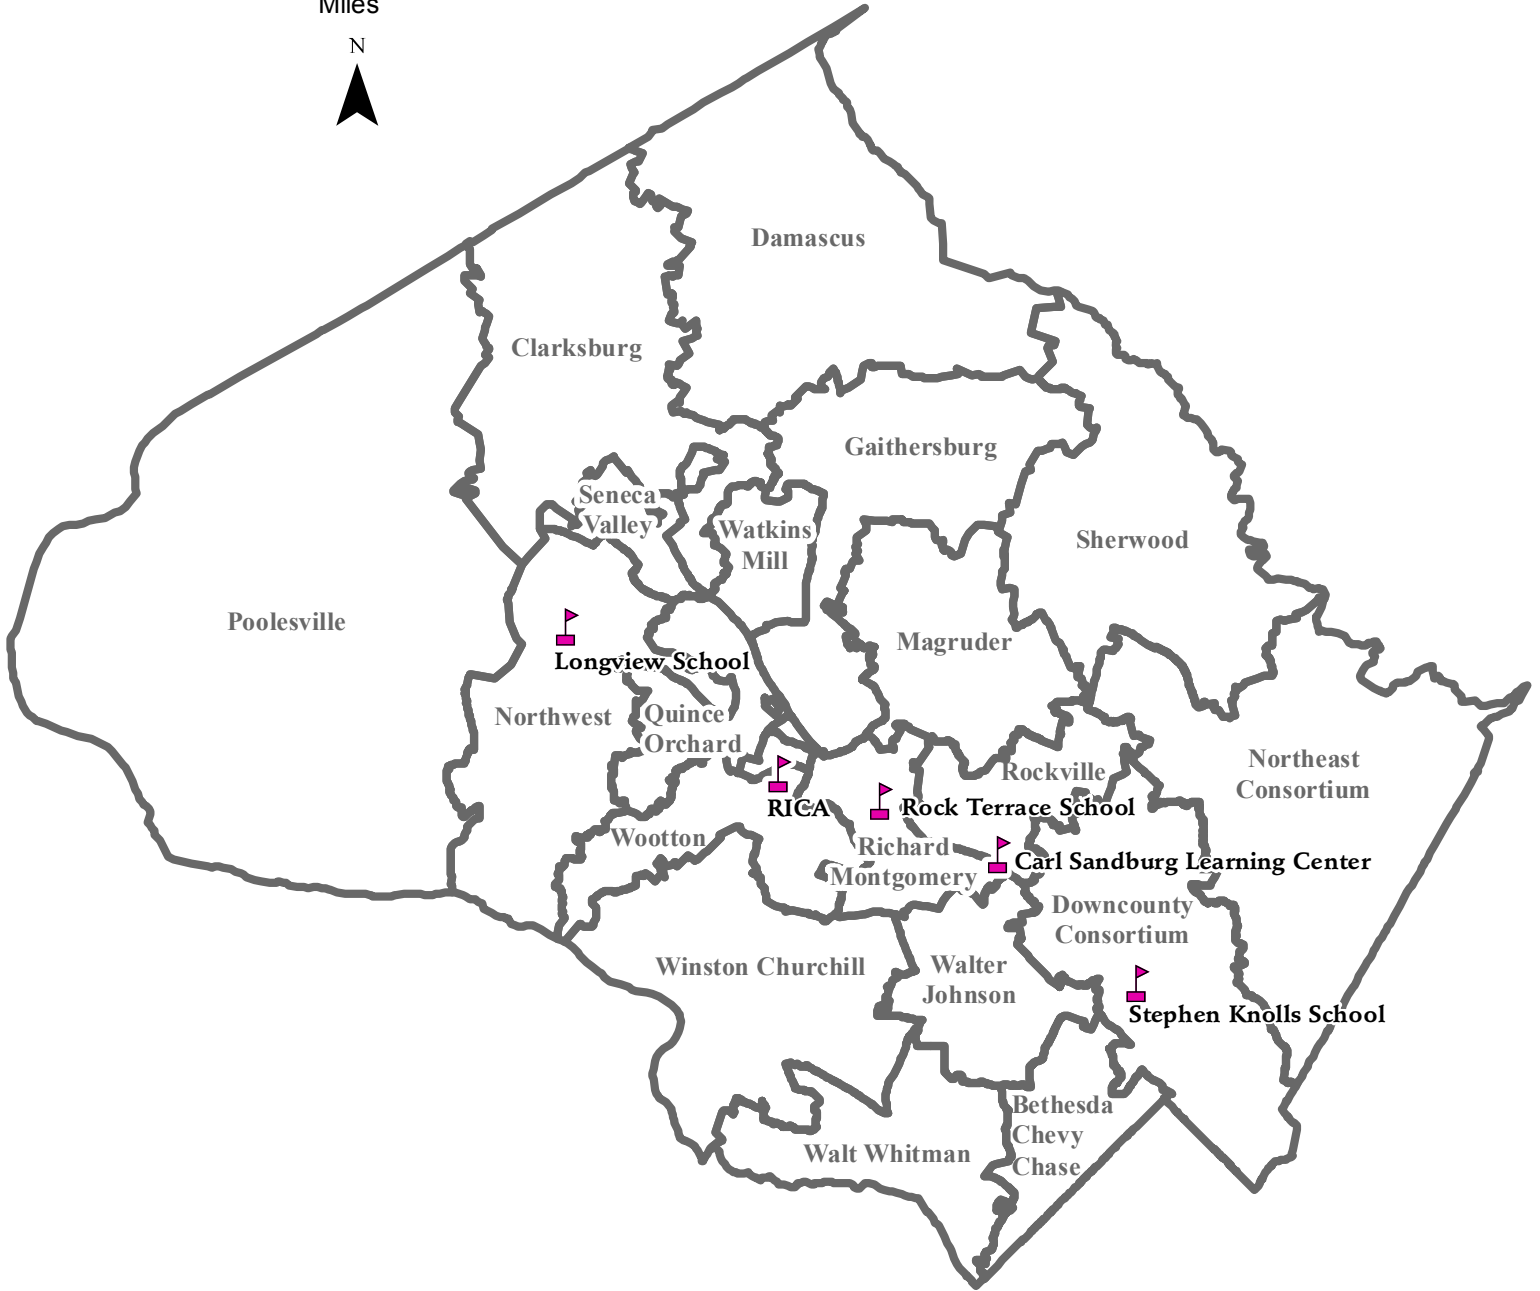 Miles
N
Damascus
Clarksburg
Gaithersburg
Seneca
Valley
Watkins
Mill
Sherwood
Poolesville
Magruder
Longview School
Northwest
Quince
Orchard
Northeast
Consortium
Rockville
RICA
Rock Terrace School
Wootton
Richard
Montgomery
Carl Sandburg Learning Center
Downcounty
Consortium
Winston Churchill
Walter
Johnson
Stephen Knolls School
Bethesda
Chevy
Chase
Walt Whitman